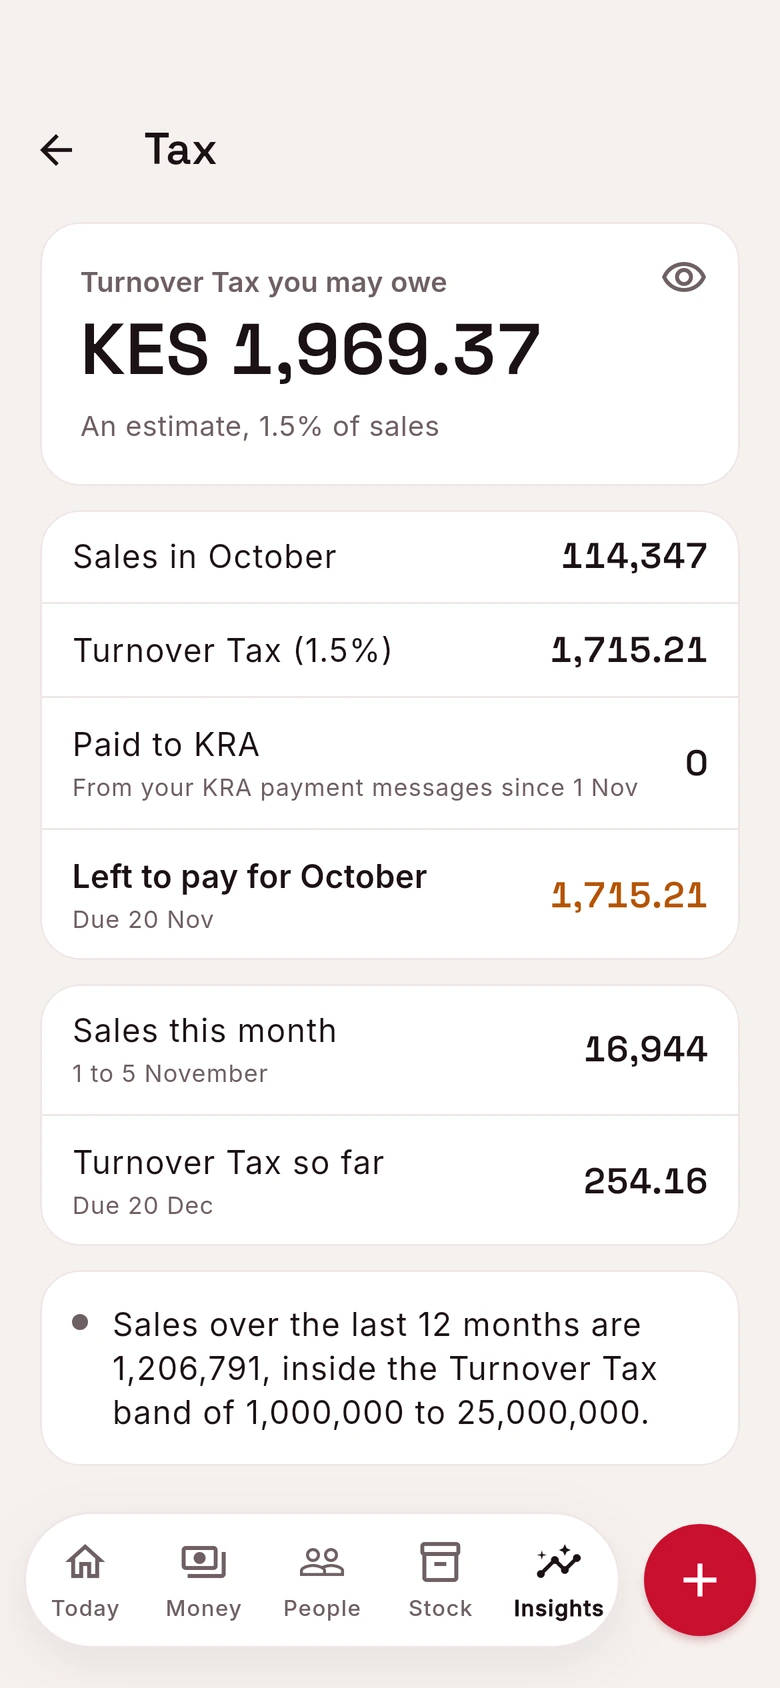 Tax
Turnover Tax you may owe
KES 1,969.37
An estimate, 1.5% of sales
Sales in October 114,347
Turnover Tax (1.5%) 1,715.21
Paid to KRA 0
From your KRA payment messages since 1 Nov
Left to pay for October 1,715.21
Due 20 Nov
Sales this month 16,944
1 to 5 November
Turnover Tax so far 254.16
Due 20 Dec
Sales over the last 12 months are
1,206,791, inside the Turnover Tax
band of 1,000,000 to 25,000,000.
Today Money People Stock Insights